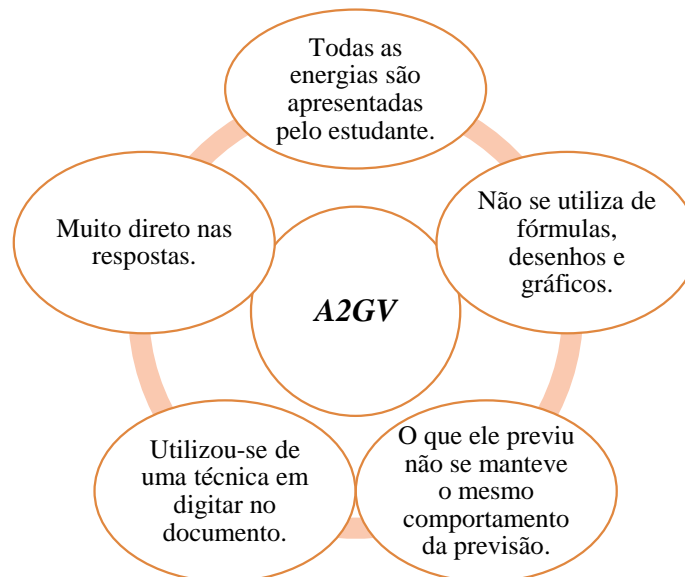 Todas as
energias são
apresentadas
pelo estudante.
Não se utiliza de
fórmulas,
desenhos e
gráficos.
O que ele previu
não se manteve
o mesmo
comportamento
da previsão.
Utilizou-se de
uma técnica em
digitar no
documento.
Muito direto nas
respostas.
A2GV